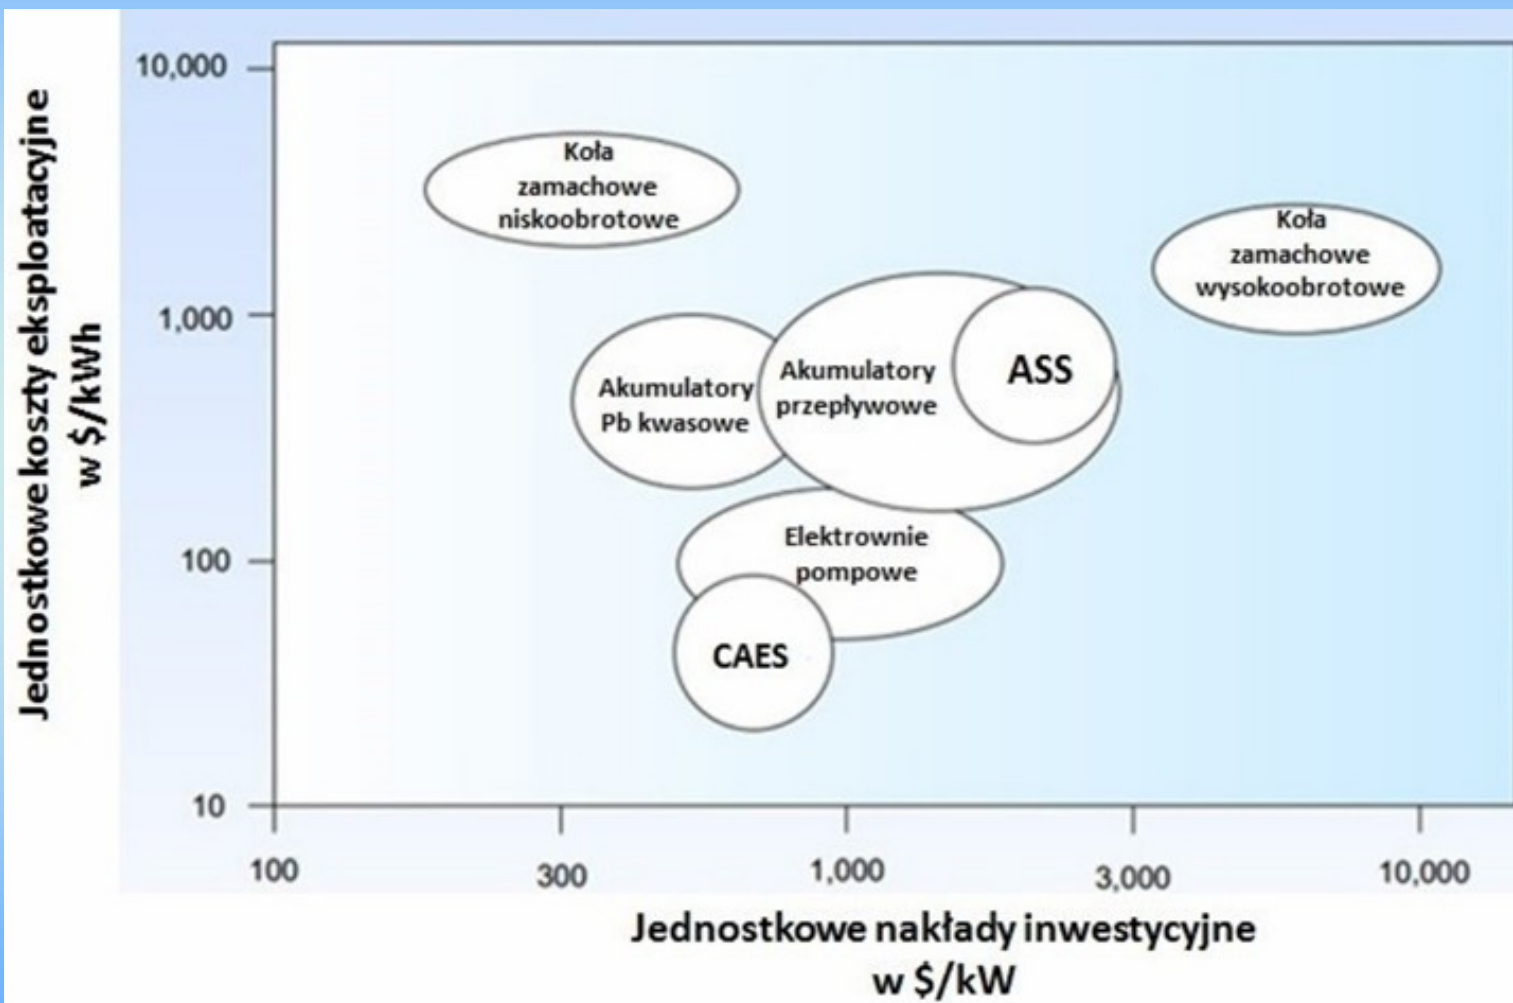 Jednostkowe koszty eksploatacyjne
w $/kWh
10,000
1,000
100
10
Koła
zamachowe
niskoobrotowe
Koła
zamachowe
wysokoobrotowe
Akumulatory
Pb kwasowe
Akumulatory
przepływowe
ASS
Elektrownie
pompowe
CAES
100
300
1,000
3,000
10,000
Jednostkowe nakłady inwestycyjne
w $/kW